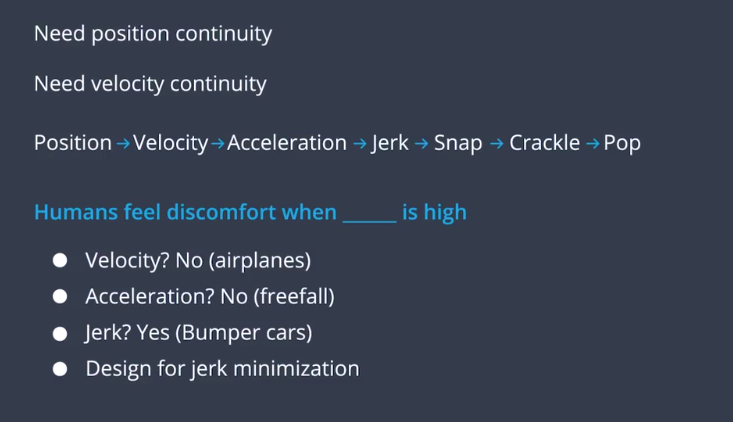 Need position continuity
Need velocity continuity
Position → Velocity → Acceleration → Jerk → Snap → Crackle → Pop
Humans feel discomfort when _____ is high
● Velocity? No (airplanes)
● Acceleration? No (freefall)
● Jerk? Yes (Bumper cars)
● Design for jerk minimization